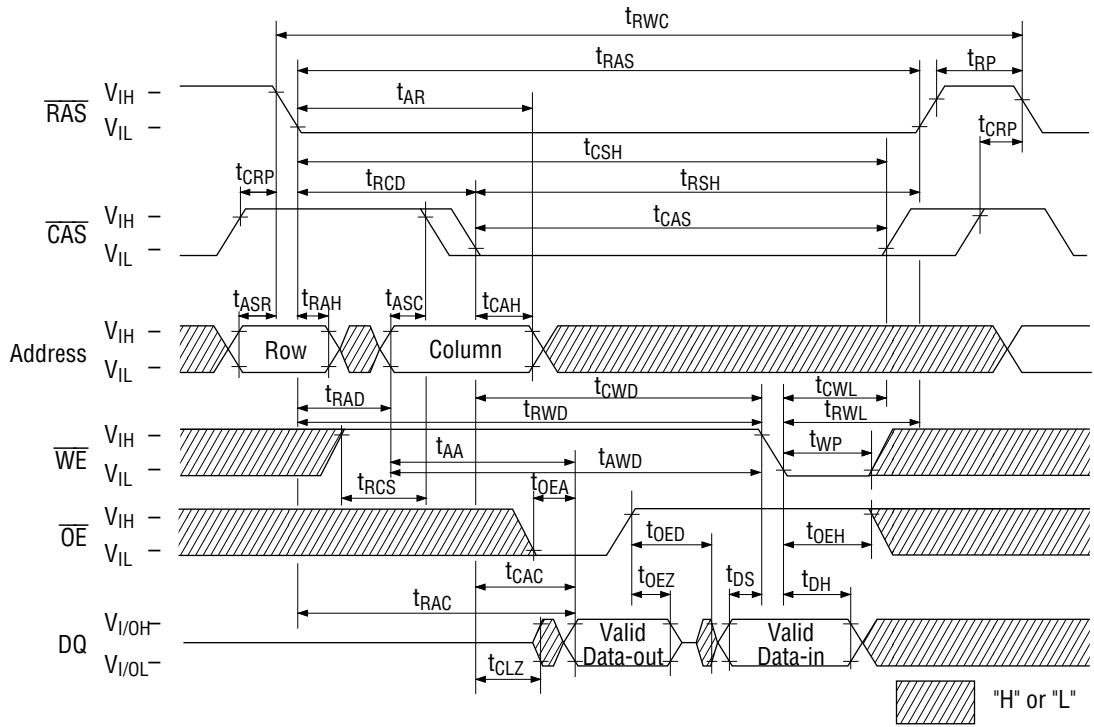 tRWC
tRAS
tRP
tAR
RAS
VIH
VIL
tCRP
tCSH
tCRP
tRCD
tRSH
CAS
VIH
VIL
tCAS
tASR
tRAH
tASC
tCAH
Address
VIH
VIL
Row
Column
tRAD
tCWD
tCWL
tRWD
tRWL
WE
VIH
VIL
tAA
tAWD
tWP
tRCS
tOEA
OE
VIH
VIL
tOED
tOEH
tCAC
tOEZ
tDS
tDH
tRAC
DQ
VI/OH
VI/OL
Valid
Data-out
Valid
Data-in
tCLZ
"H" or "L"